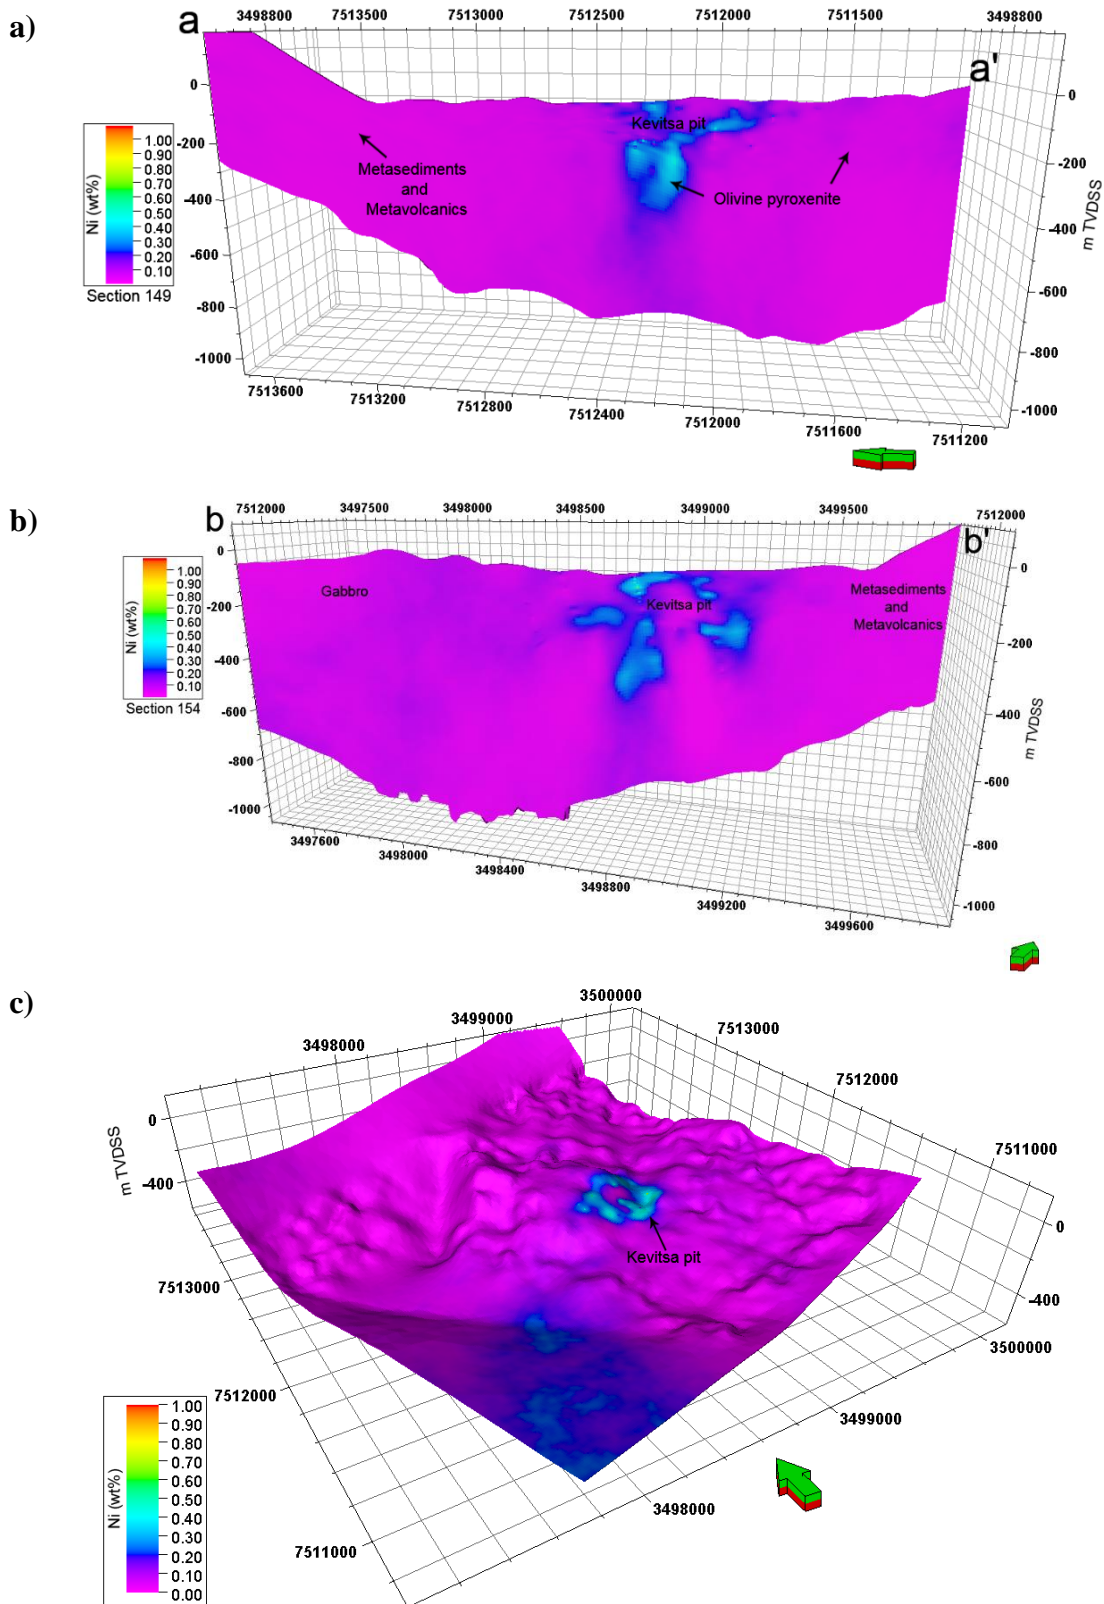 a)
3498800 7513500 7513000 7512500 7512000 7511500 3498800
a
a'
0
-200
-400
-600
-800
-1000
0
-200
-400
-600
-800
-1000
m TVDSS
Kevitsa pit
Metasediments
and
Metavolcanics
Olivine pyroxenite
Ni (wt%)
1.00
0.90
0.80
0.70
0.60
0.50
0.40
0.30
0.20
0.10
Section 149
7513600 7513200 7512800 7512400 7512000 7511600 7511200
b)
7512000 3497500 3498000 3498500 3499000 3499500 7512000
b
b'
0
-200
-400
-600
-800
-1000
0
-200
-400
-600
-800
-1000
m TVDSS
Gabbro
Kevitsa pit
Metasediments
and
Metavolcanics
Ni (wt%)
1.00
0.90
0.80
0.70
0.60
0.50
0.40
0.30
0.20
0.10
Section 154
3497600 3498000 3498400 3498800 3499200 3499600
c)
3498000 3499000 3500000
7513000 7512000 7511000
m TVDSS
0
-400
0
-400
Kevitsa pit
7513000
7512000
7511000
3498000 3499000 3500000
Ni (wt%)
1.00
0.90
0.80
0.70
0.60
0.50
0.40
0.30
0.20
0.10
0.00